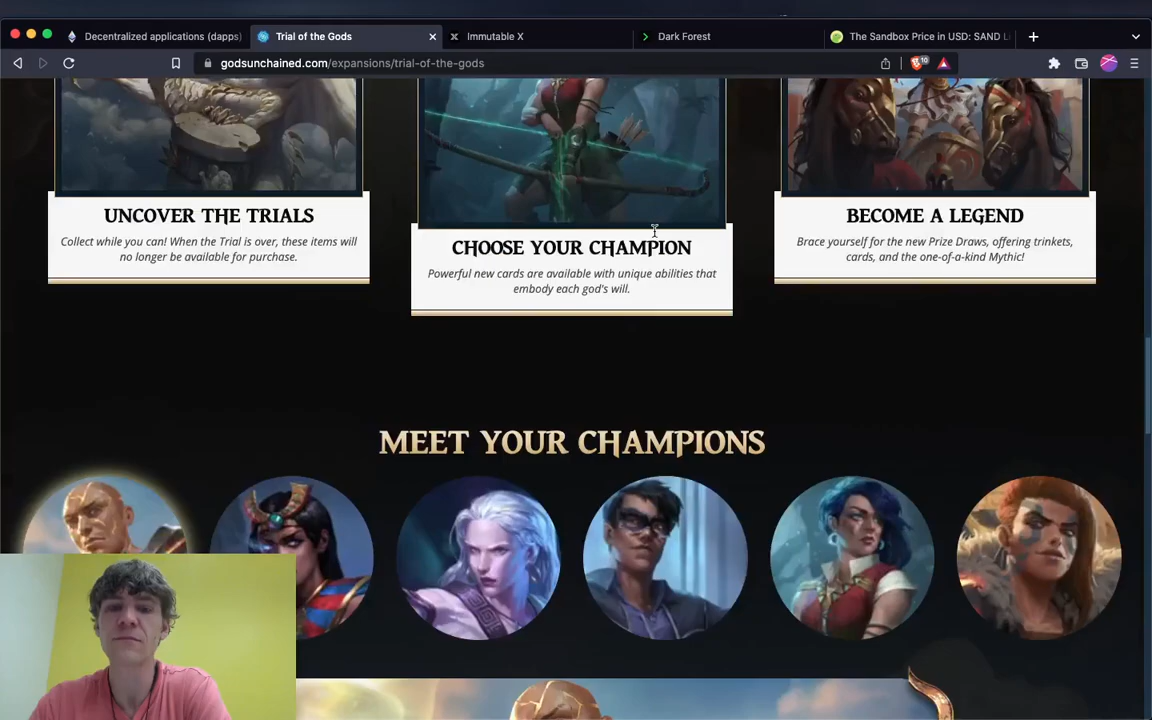 Decentralized applications (dapps)
Trial of the Gods
Immutable X
Dark Forest
The Sandbox Price in USD: SAND Li
godsunchained.com/expansions/trial-of-the-gods
10
UNCOVER THE TRIALS
Collect while you can! When the Trial is over, these items will
no longer be available for purchase.
CHOOSE YOUR CHAMPION
Powerful new cards are available with unique abilities that
embody each god's will.
BECOME A LEGEND
Brace yourself for the new Prize Draws, offering trinkets,
cards, and the one-of-a-kind Mythic!
MEET YOUR CHAMPIONS